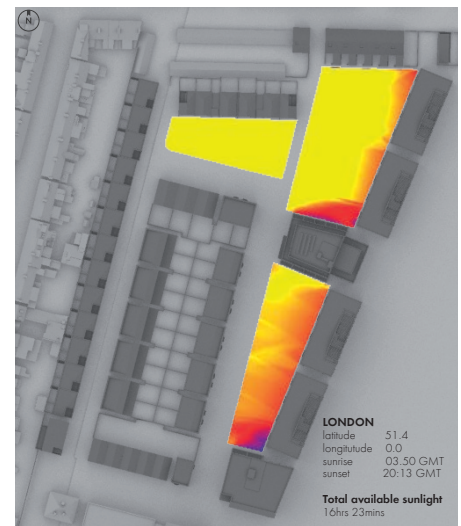 N
LONDON
latitude 51.4
longitutude 0.0
sunrise 03.50 GMT
sunset 20:13 GMT
Total available sunlight
16hrs 23mins